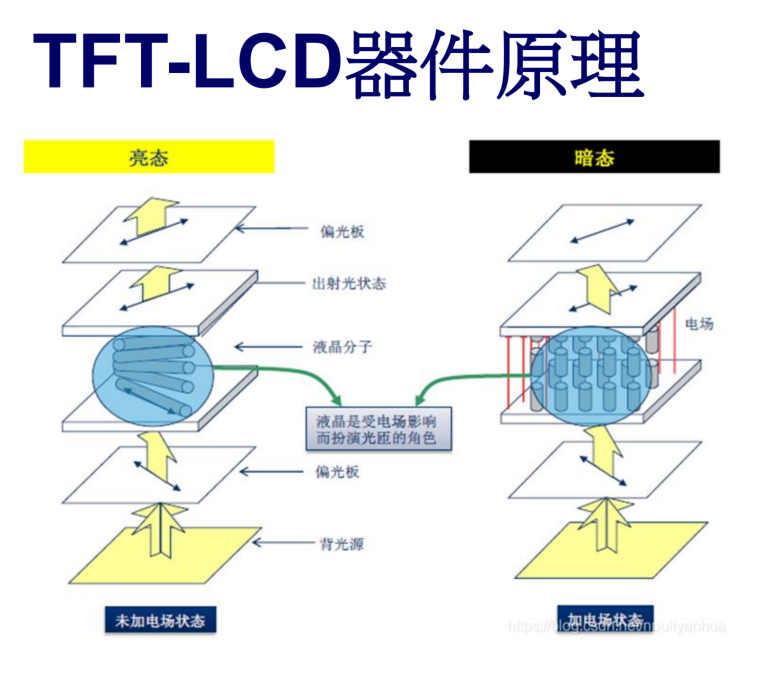 TFT-LCD器件原理
亮态
暗态
偏光板
出射光状态
电场
液晶分子
液晶是受电场影响
而扮演光匝的角色
偏光板
背光源
未加电场状态
加电场状态